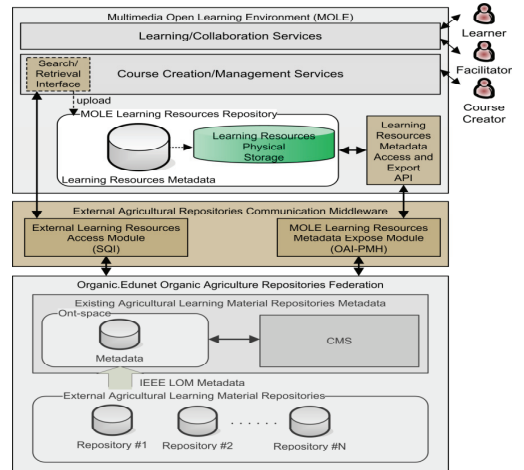 Multimedia Open Learning Environment (MOLE)
Learning/Collaboration Services
Learner
Search/
Retrieval
Interface
Course Creation/Management Services
Facilitator
upload
Course
Creator
MOLE Learning Resources Repository
Learning Resources
Physical
Storage
Learning Resources Metadata
Learning
Resources
Metadata
Access and
Export
API
External Agricultural Repositories Communication Middleware
External Learning Resources
Access Module
(SQI)
MOLE Learning Resources
Metadata Expose Module
(OAI-PMH)
Organic.Edunet Organic Agriculture Repositories Federation
Existing Agricultural Learning Material Repositories Metadata
Ont-space
Metadata
CMS
IEEE LOM Metadata
External Agricultural Learning Material Repositories
Repository #1
Repository #2
. . . . . .
Repository #N